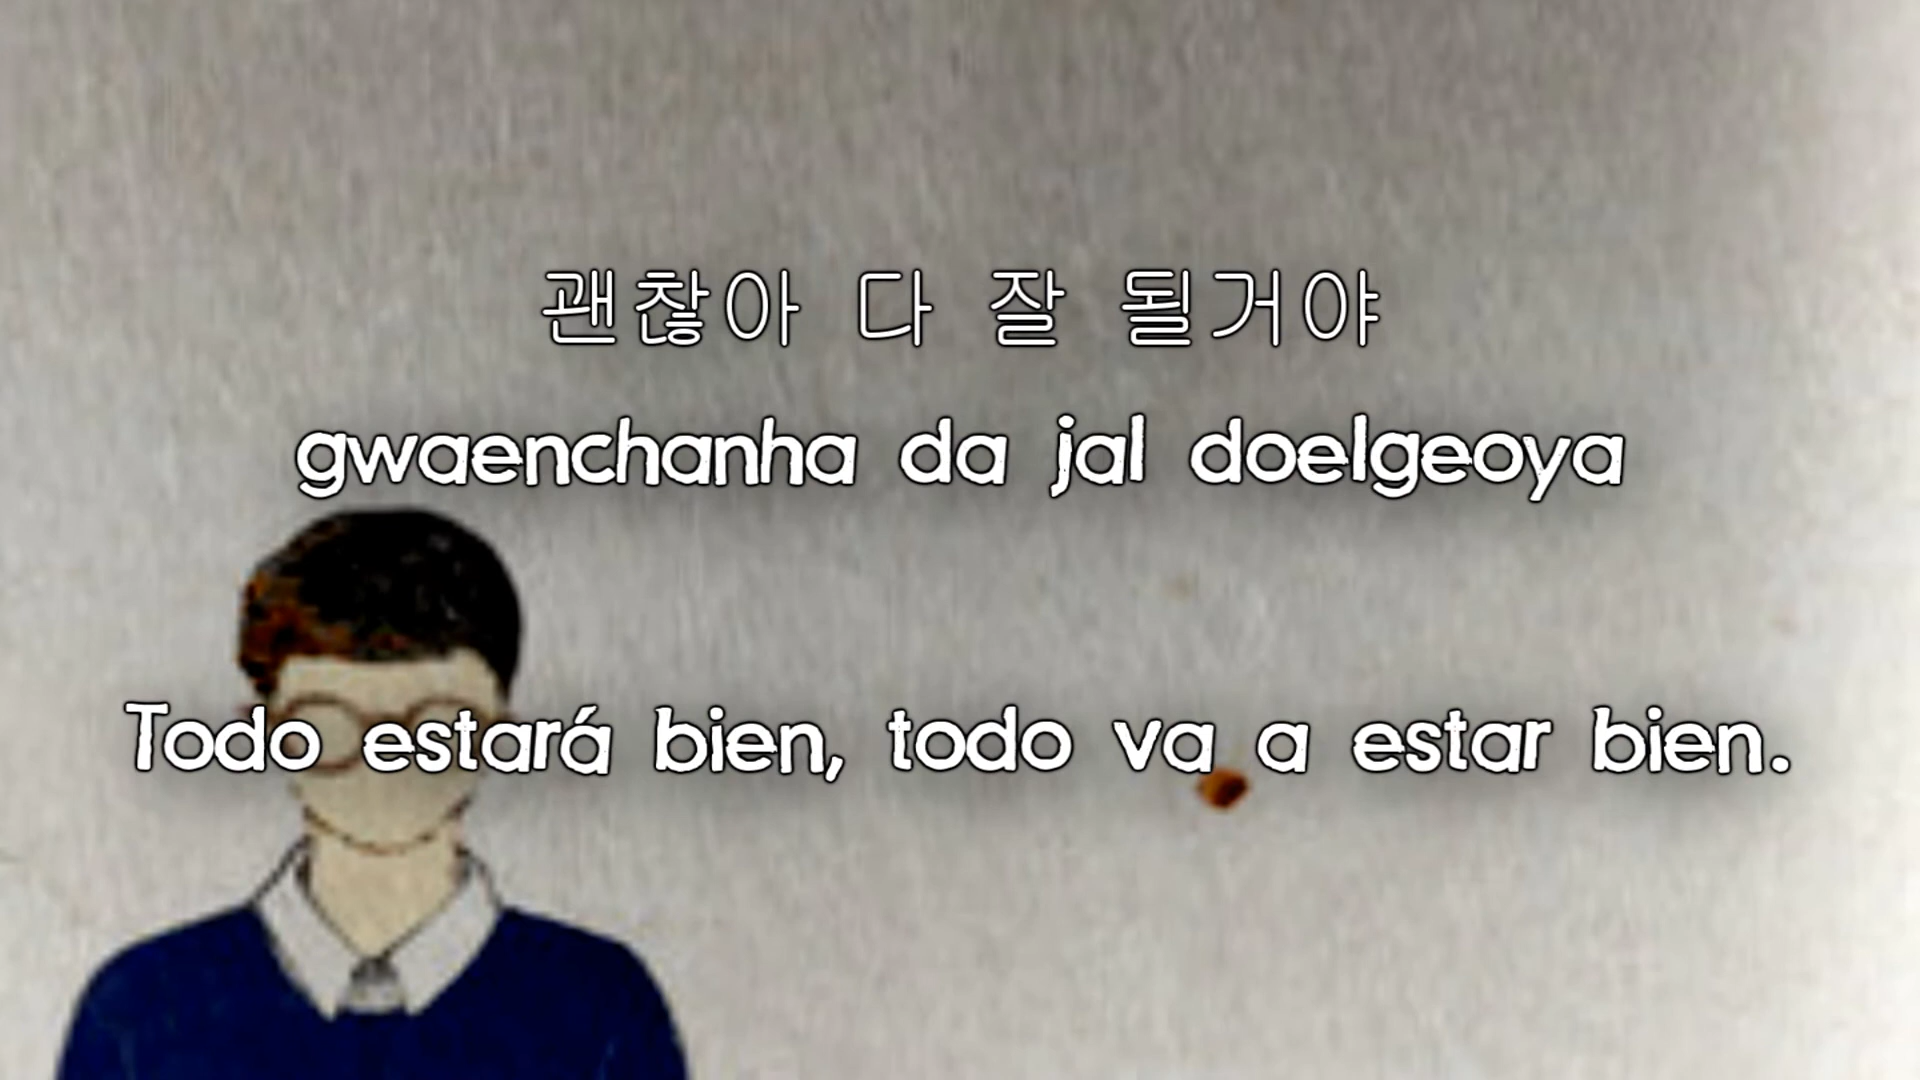 괜찮아 다 잘 될거야
gwaenchanha da jal doelgeoya
Todo estará bien, todo va a estar bien.